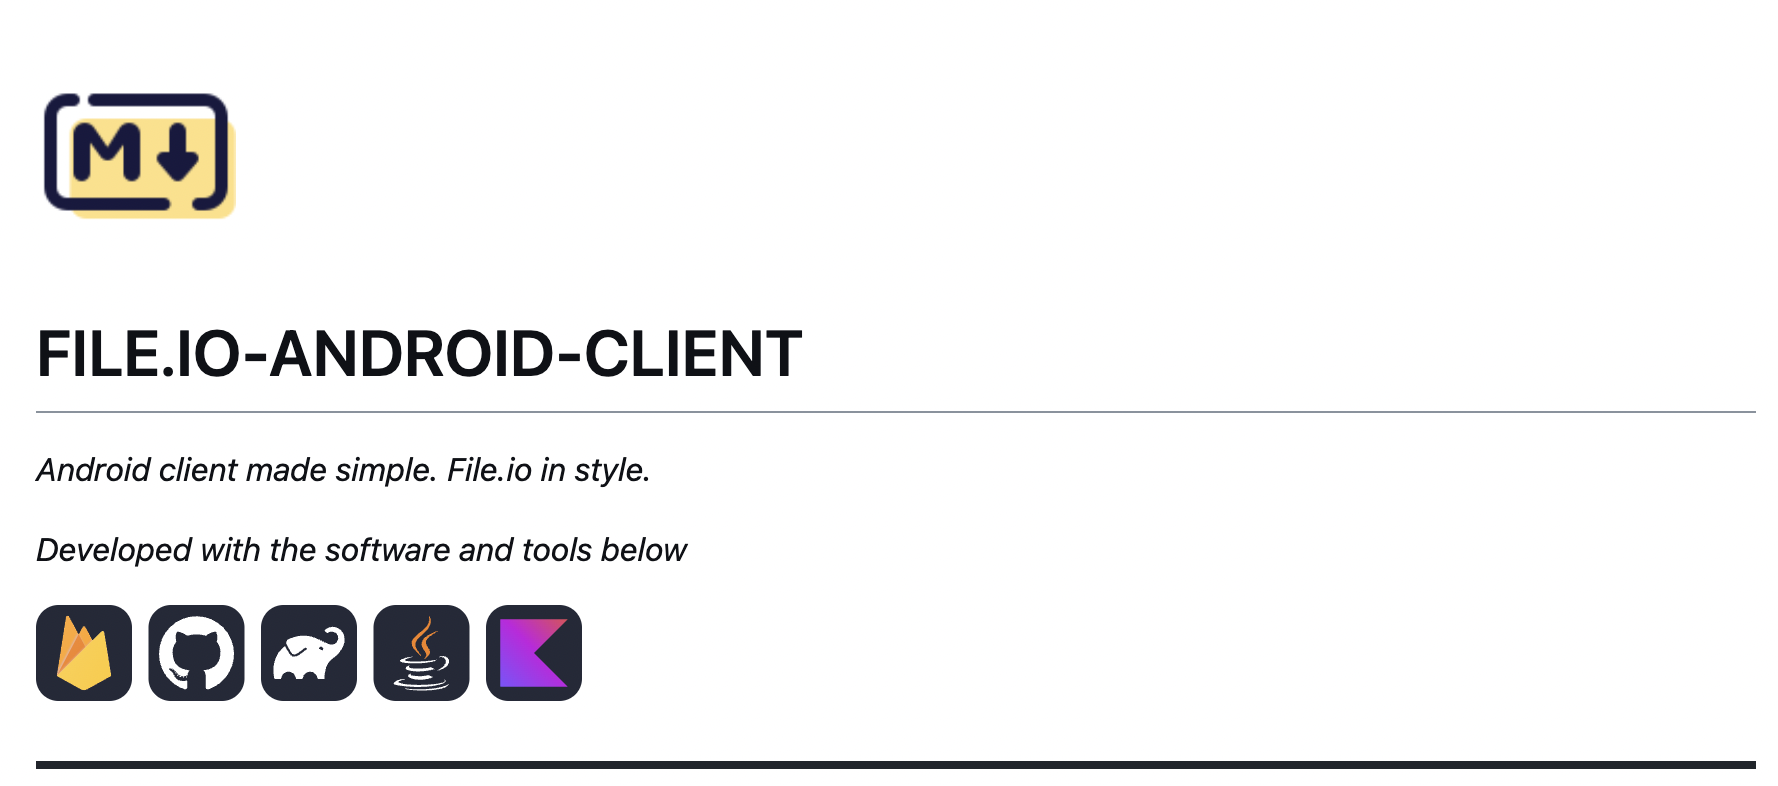 M
FILE.IO-ANDROID-CLIENT
Android client made simple. File.io in style.
Developed with the software and tools below